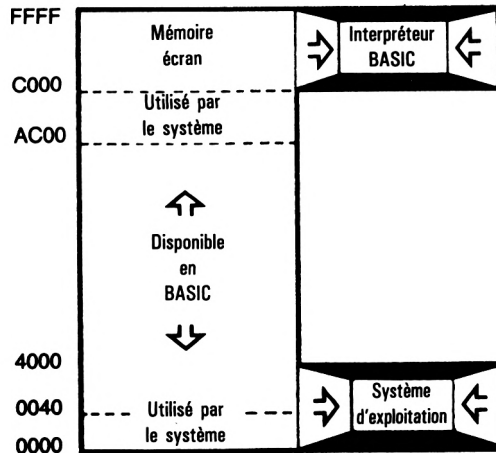 FFFF
Mémoire
écran
Interpréteur
BASIC
C000
Utilisé par
le système
AC00
Disponible
en
BASIC
4000
0040
Utilisé par
le système
0000
Système
d'exploitation